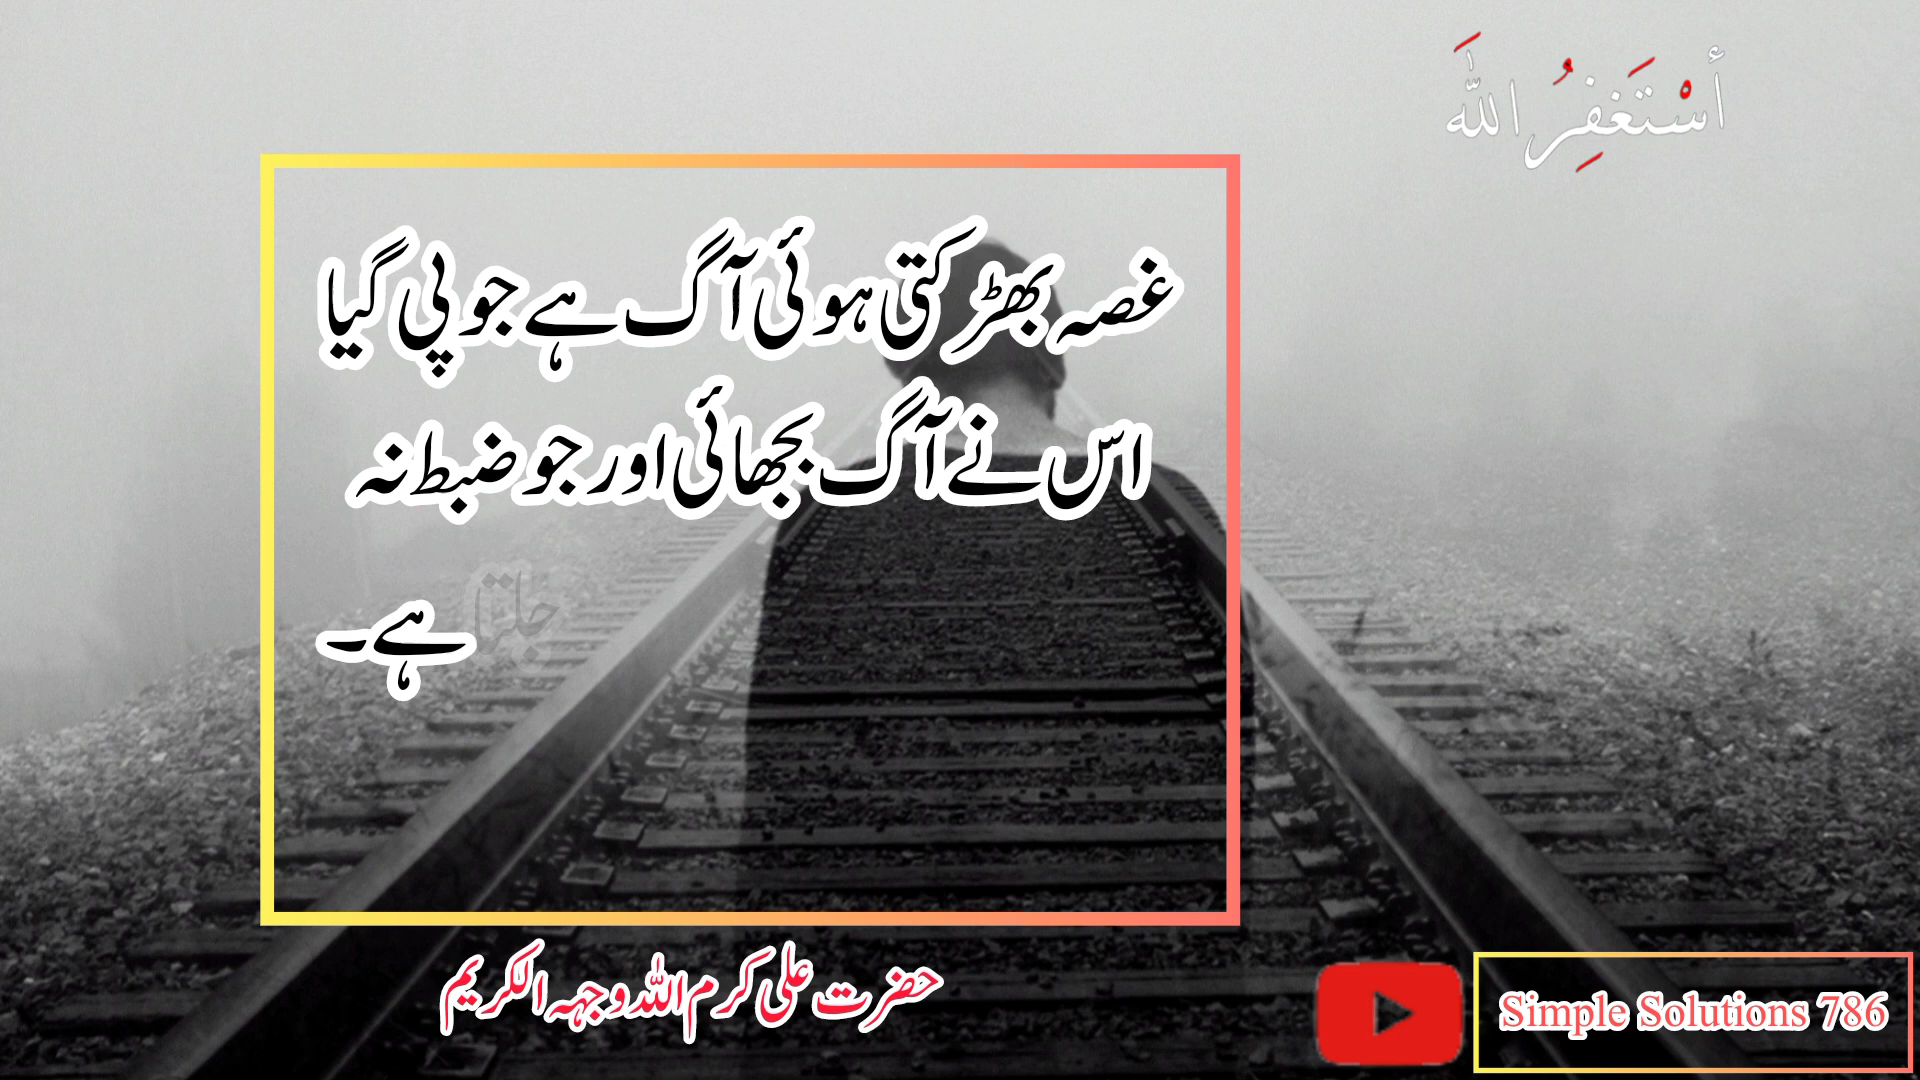 أَسْتَغْفِرُ اللَّهَ
غصہ بھڑکتی ہوئی آگ ہے جو پی گیا
اس نے آگ بجھائی اور جو ضبط نہ
جلتا ہے۔
حضرت علی کرم اللہ وجہہ الکریم
Simple Solutions 786